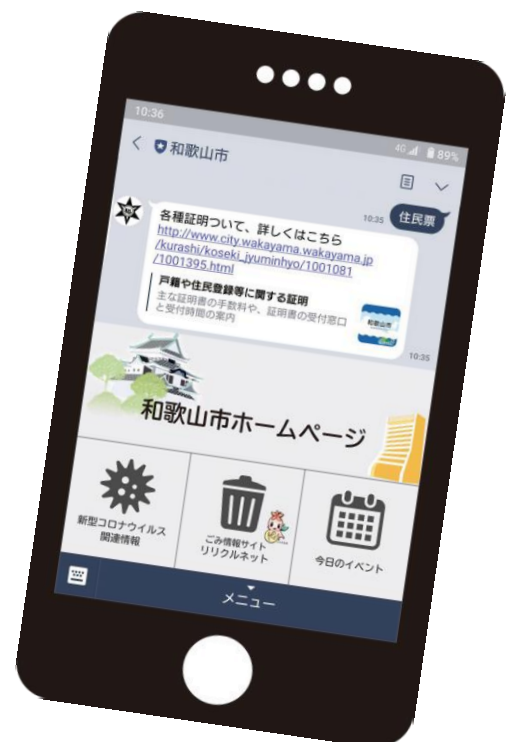 10:36
4G 89%
和歌山市
10:35 住民票
各種証明ついて、詳しくはこちら
http://www.city.wakayama.wakayama.jp
/kurashi/koseki_jyuminhyo/1001081
/1001395.html
戸籍や住民登録等に関する証明
主な証明書の手数料や、証明書の受付窓口
と受付時間の案内
和歌山市
10:35
和歌山市ホームページ
新型コロナウイルス
関連情報
ごみ情報サイト
リリクルネット
今日のイベント
メニュー